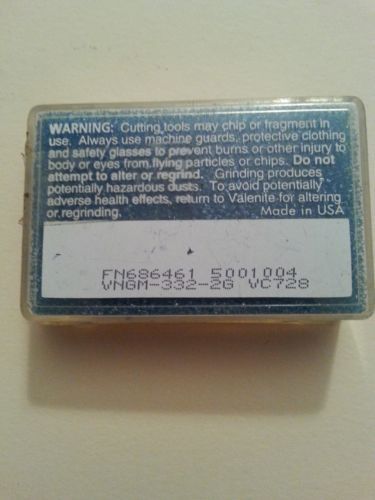 WARNING: Cutting tools may chip or fragment in
use. Always use machine guards, protective clothing
and safety glasses to prevent burns or other injury to
body or eyes from flying particles or chips. Do not
attempt to alter or regrind. Grinding produces
potentially hazardous dusts. To avoid potentially
adverse health effects, return to Valenite for altering
or regrinding. Made in USA
FN686461 5001004
VNGM-332-2G VC728